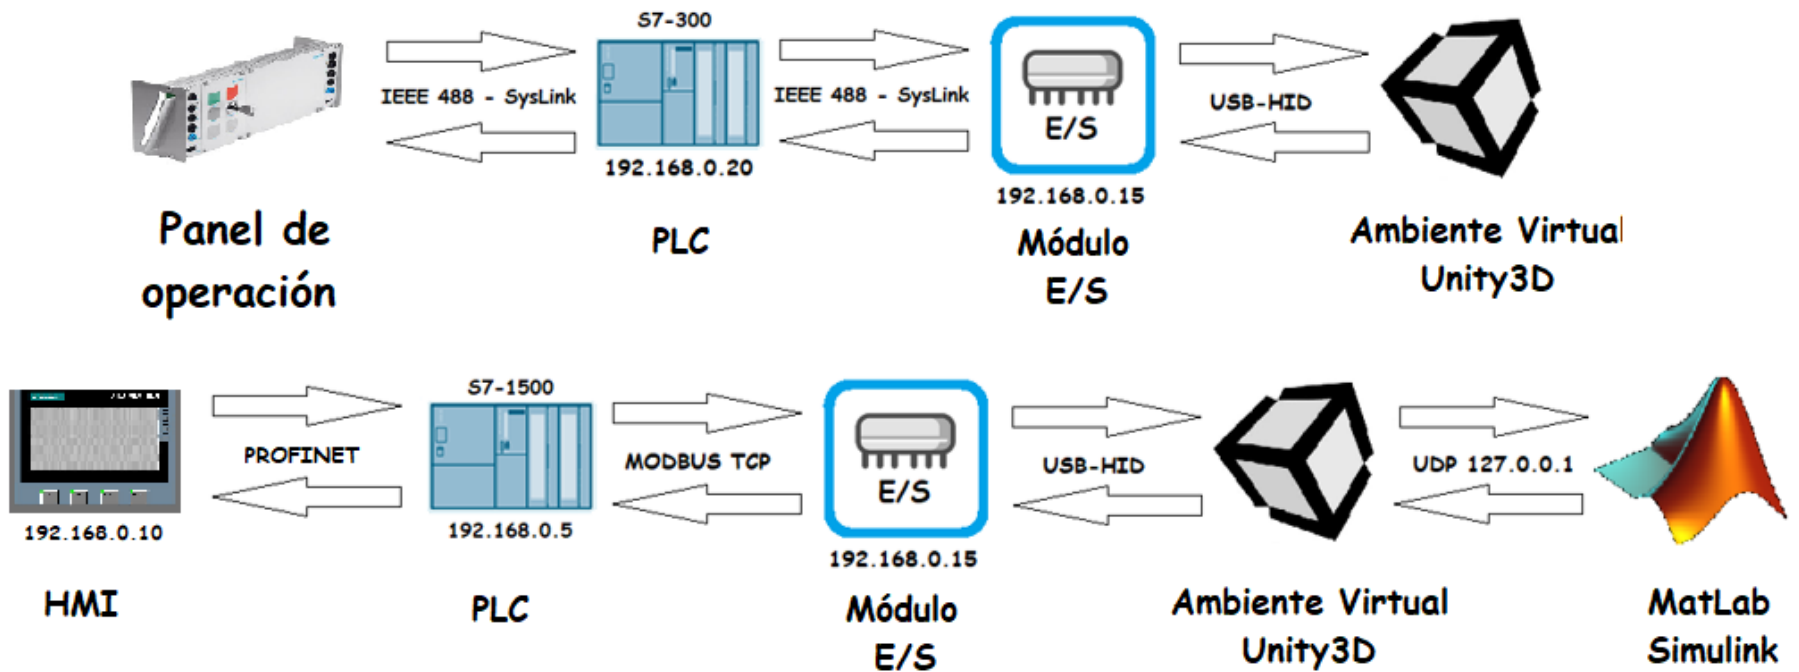 S7-300
IEEE 488 - SysLink
IEEE 488 - SysLink
E/S
USB-HID
192.168.0.20
192.168.0.15
Panel de
operación
PLC
Módulo
E/S
Ambiente Virtual
Unity3D
S7-1500
PROFINET
MODBUS TCP
E/S
USB-HID
UDP 127.0.0.1
192.168.0.10
192.168.0.5
192.168.0.15
HMI
PLC
Módulo
E/S
Ambiente Virtual
Unity3D
MatLab
Simulink